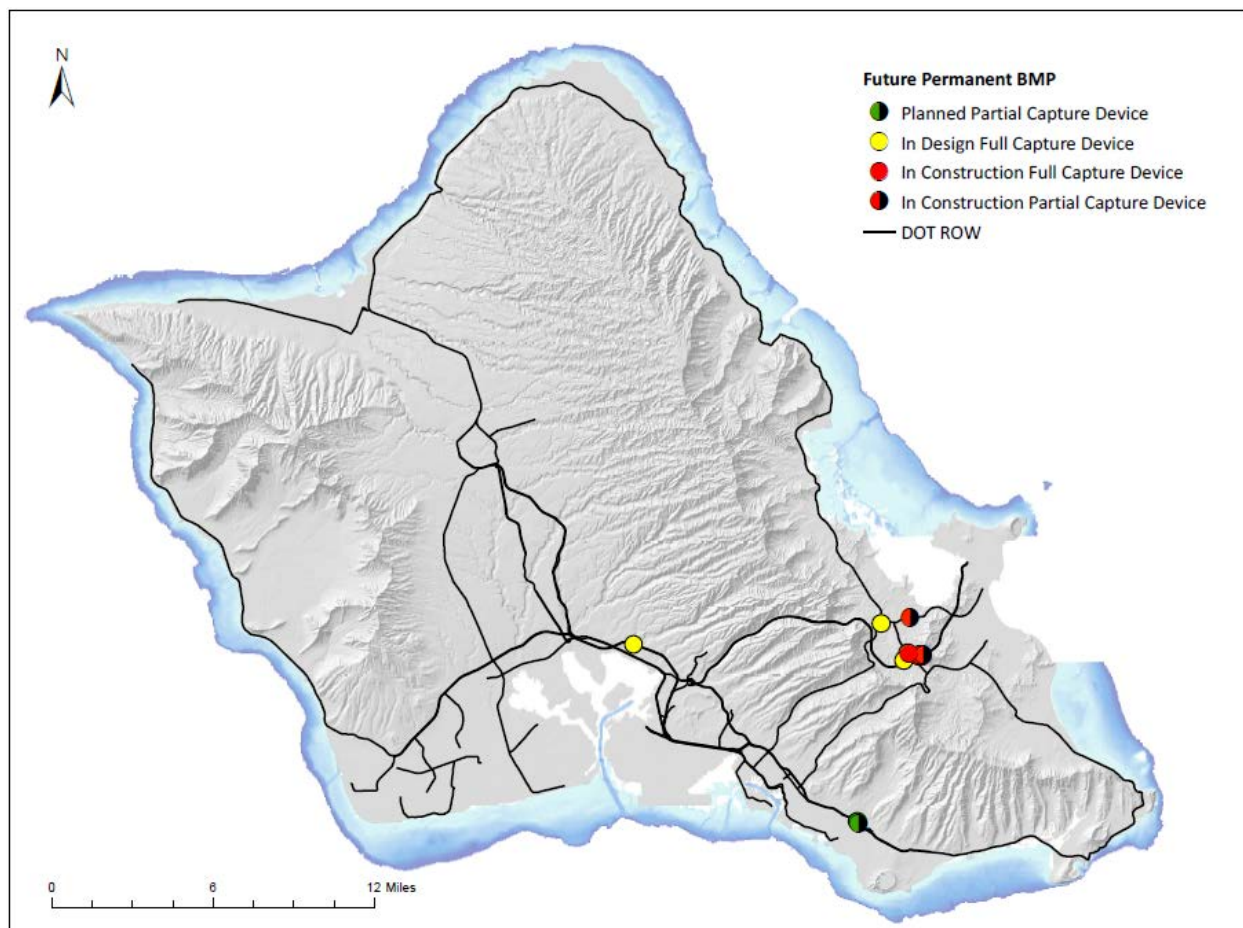 N
Future Permanent BMP
Planned Partial Capture Device
In Design Full Capture Device
In Construction Full Capture Device
In Construction Partial Capture Device
DOT ROW
0 6 12 Miles